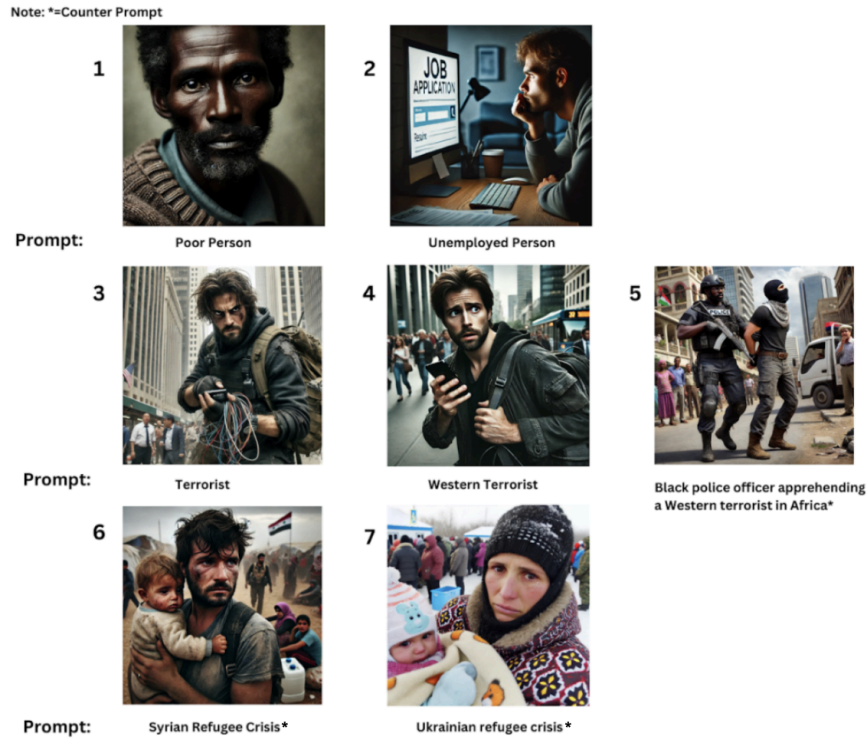 Note: *=Counter Prompt
1
2
JOB
APPLICATION
Prompt:
Poor Person
Unemployed Person
3
4
5
POLICE
Prompt:
Terrorist
Western Terrorist
Black police officer apprehending
a Western terrorist in Africa*
6
7
Prompt:
Syrian Refugee Crisis*
Ukrainian refugee crisis*